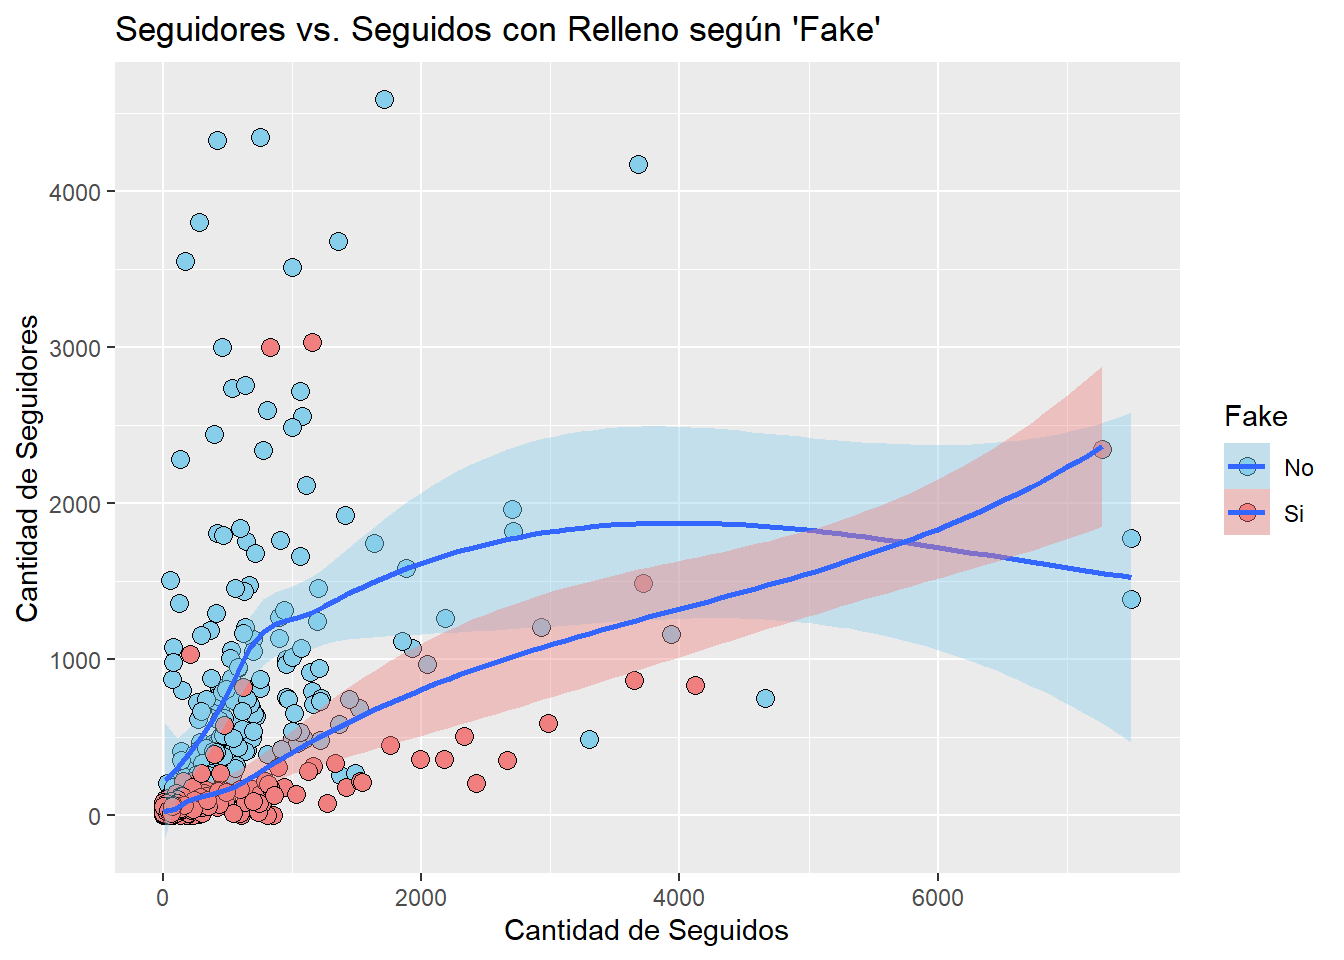 Seguidores vs. Seguidos con Relleno según 'Fake'
Cantidad de Seguidores
4000
3000
2000
1000
0
0
2000
4000
6000
Cantidad de Seguidos
Fake
No
Si